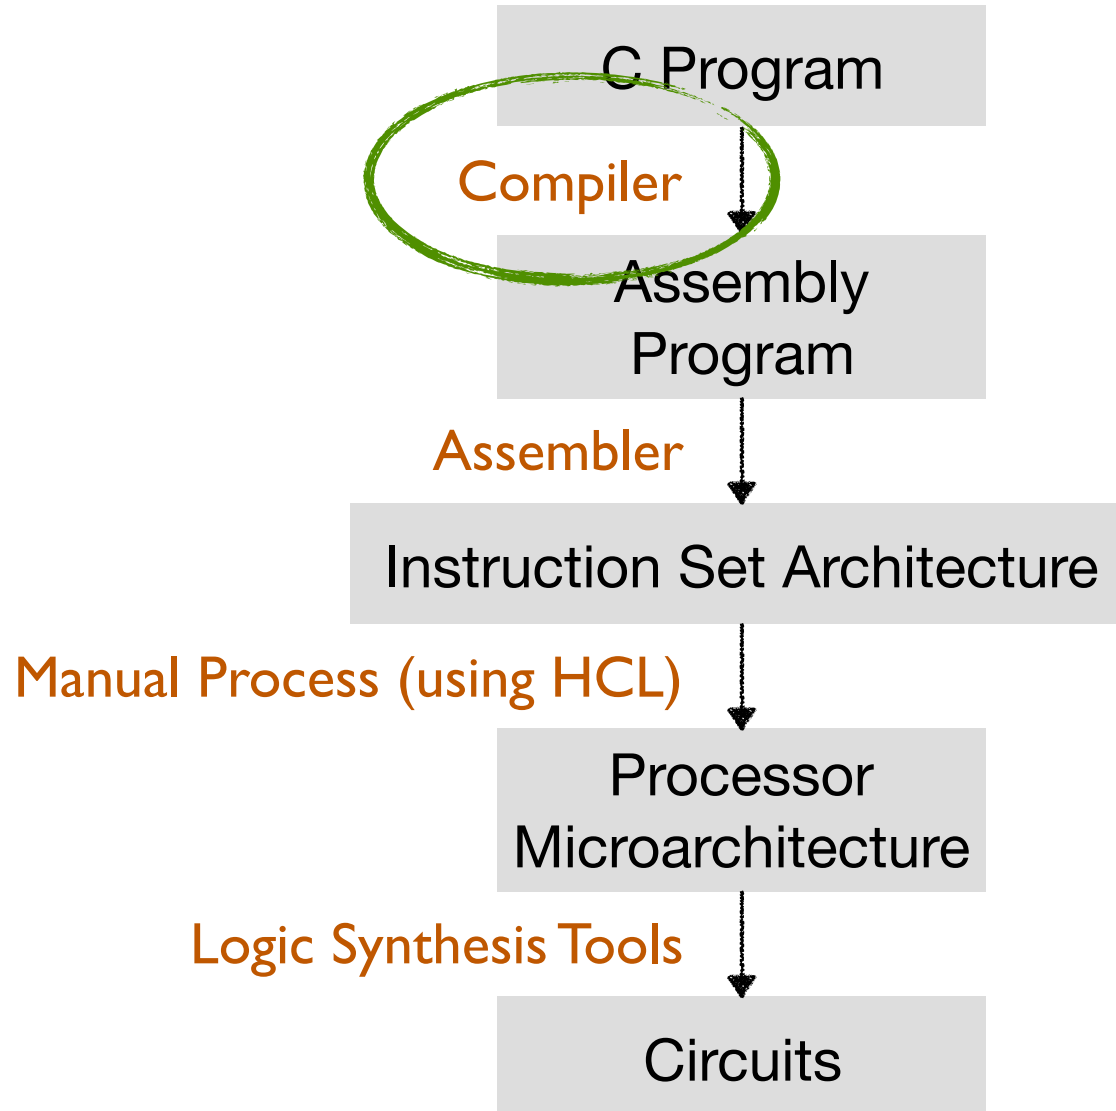 C Program
Compiler
Assembly
Program
Assembler
Instruction Set Architecture
Manual Process (using HCL)
Processor
Microarchitecture
Logic Synthesis Tools
Circuits